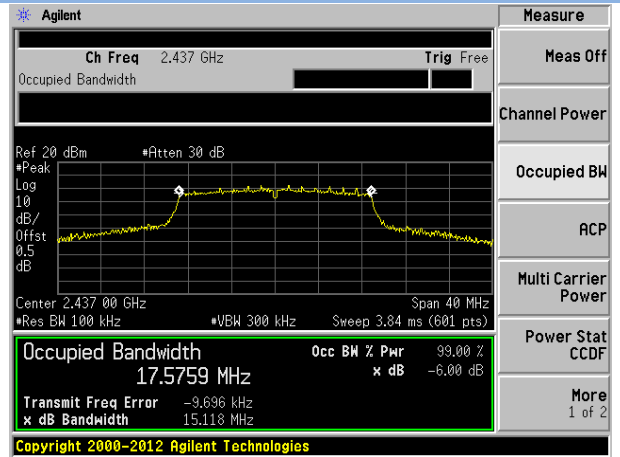 Agilent
Measure
Ch Freq 2.437 GHz Trig Free
Occupied Bandwidth
Meas Off
Channel Power
Occupied BW
ACP
Multi Carrier
Power
Power Stat
CCDF
More
1 of 2
Ref 20 dBm #Atten 30 dB
#Peak
Log
10
dB/
Offst
0.5
dB
Center 2.437 00 GHz Span 40 MHz
#Res BW 100 kHz #VBW 300 kHz Sweep 3.84 ms (601 pts)
Occupied Bandwidth Occ BW % Pwr 99.00 %
17.5759 MHz x dB -6.00 dB
Transmit Freq Error -9.696 kHz
x dB Bandwidth 15.118 MHz
Copyright 2000-2012 Agilent Technologies